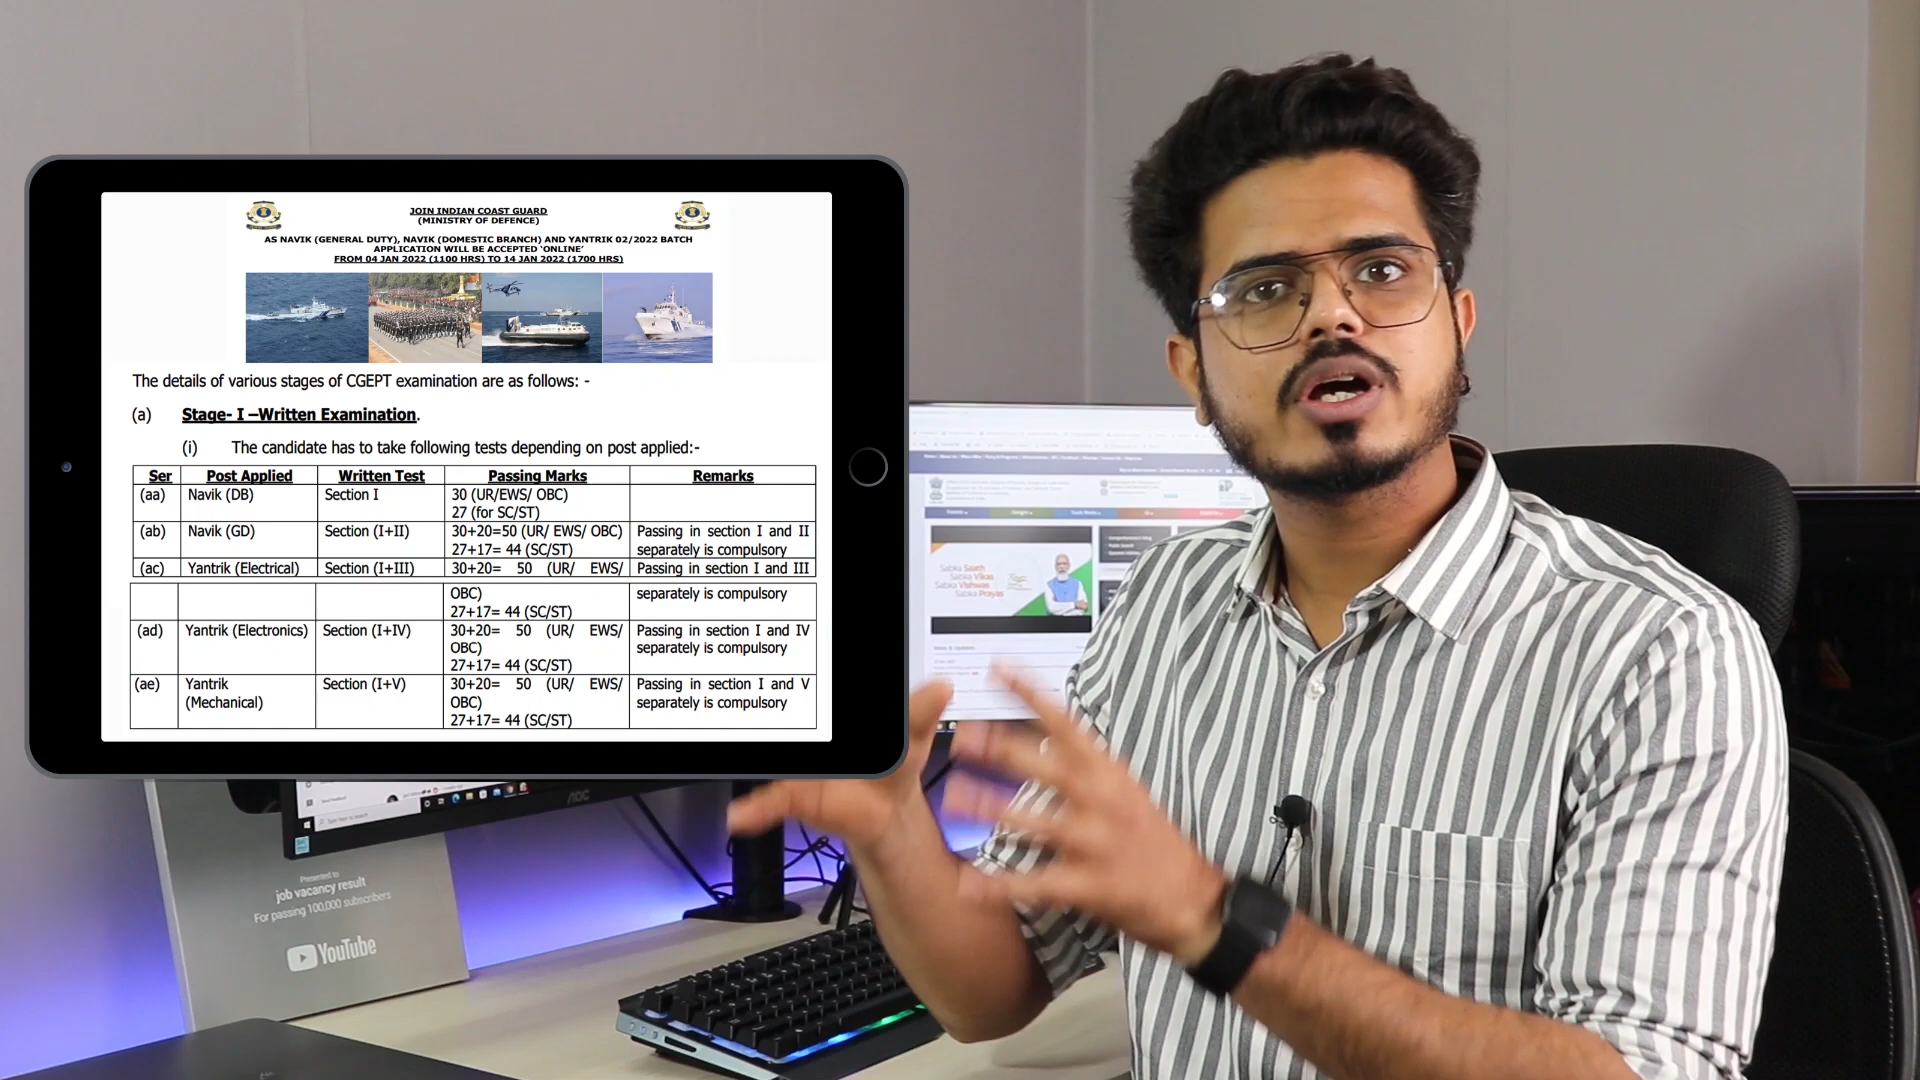 JOIN INDIAN COAST GUARD
(MINISTRY OF DEFENCE)
AS NAVIK (GENERAL DUTY), NAVIK (DOMESTIC BRANCH) AND YANTRIK 02/2022 BATCH
APPLICATION WILL BE ACCEPTED ‘ONLINE’
FROM 04 JAN 2022 (1100 HRS) TO 14 JAN 2022 (1700 HRS)
The details of various stages of CGEPT examination are as follows: -
(a) Stage- I –Written Examination.
(i) The candidate has to take following tests depending on post applied:-
Ser Post Applied Written Test Passing Marks Remarks
(aa) Navik (DB) Section I 30 (UR/EWS/ OBC)
27 (for SC/ST)
(ab) Navik (GD) Section (I+II) 30+20=50 (UR/ EWS/ OBC) Passing in section I and II
27+17= 44 (SC/ST) separately is compulsory
(ac) Yantrik (Electrical) Section (I+III) 30+20= 50 (UR/ EWS/ Passing in section I and III
OBC) separately is compulsory
27+17= 44 (SC/ST)
(ad) Yantrik (Electronics) Section (I+IV) 30+20= 50 (UR/ EWS/ Passing in section I and IV
OBC) separately is compulsory
27+17= 44 (SC/ST)
(ae) Yantrik Section (I+V) 30+20= 50 (UR/ EWS/ Passing in section I and V
(Mechanical) OBC) separately is compulsory
27+17= 44 (SC/ST)
Sabka Saath
Sabka Vikas
Sabka Vishwas
Sabka Prayas
AOC
Type here to search
Presented to
job vacancy result
For passing 100,000 subscribers
YouTube